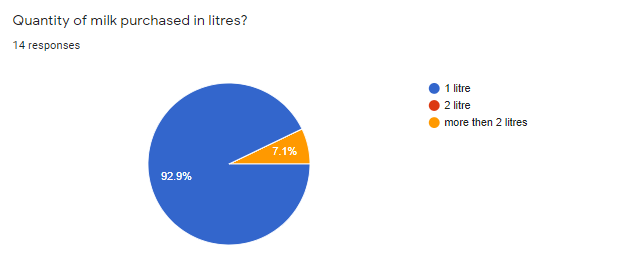 Quantity of milk purchased in litres?
14 responses
1 litre
2 litre
more then 2 litres
7.1%
92.9%